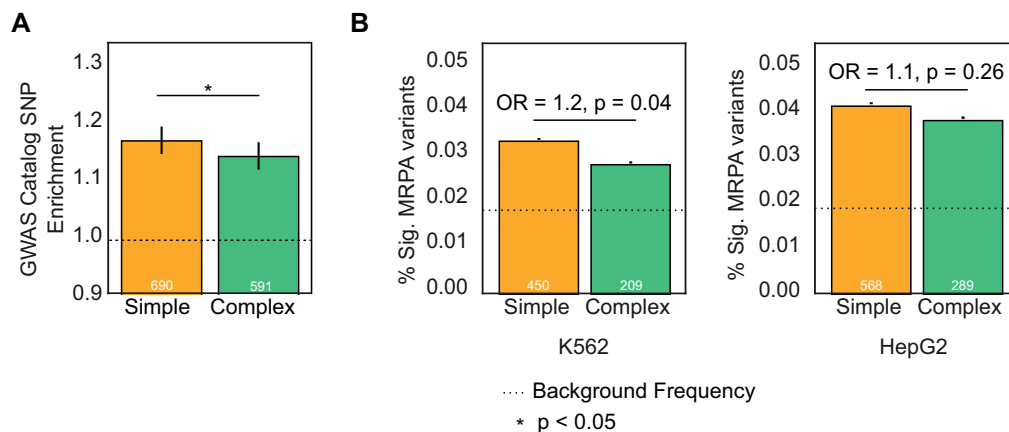 A
GWAS Catalog SNP
Enrichment
1.3
1.2
1.1
1.0
0.9
*
690
591
Simple Complex
B
% Sig. MRPA variants
0.05
0.04
0.03
0.02
0.01
0.00
OR = 1.2, p = 0.04
450
209
Simple Complex
K562
% Sig. MRPA variants
0.05
0.04
0.03
0.02
0.01
0.00
OR = 1.1, p = 0.26
568
289
Simple Complex
HepG2
Background Frequency
* p < 0.05